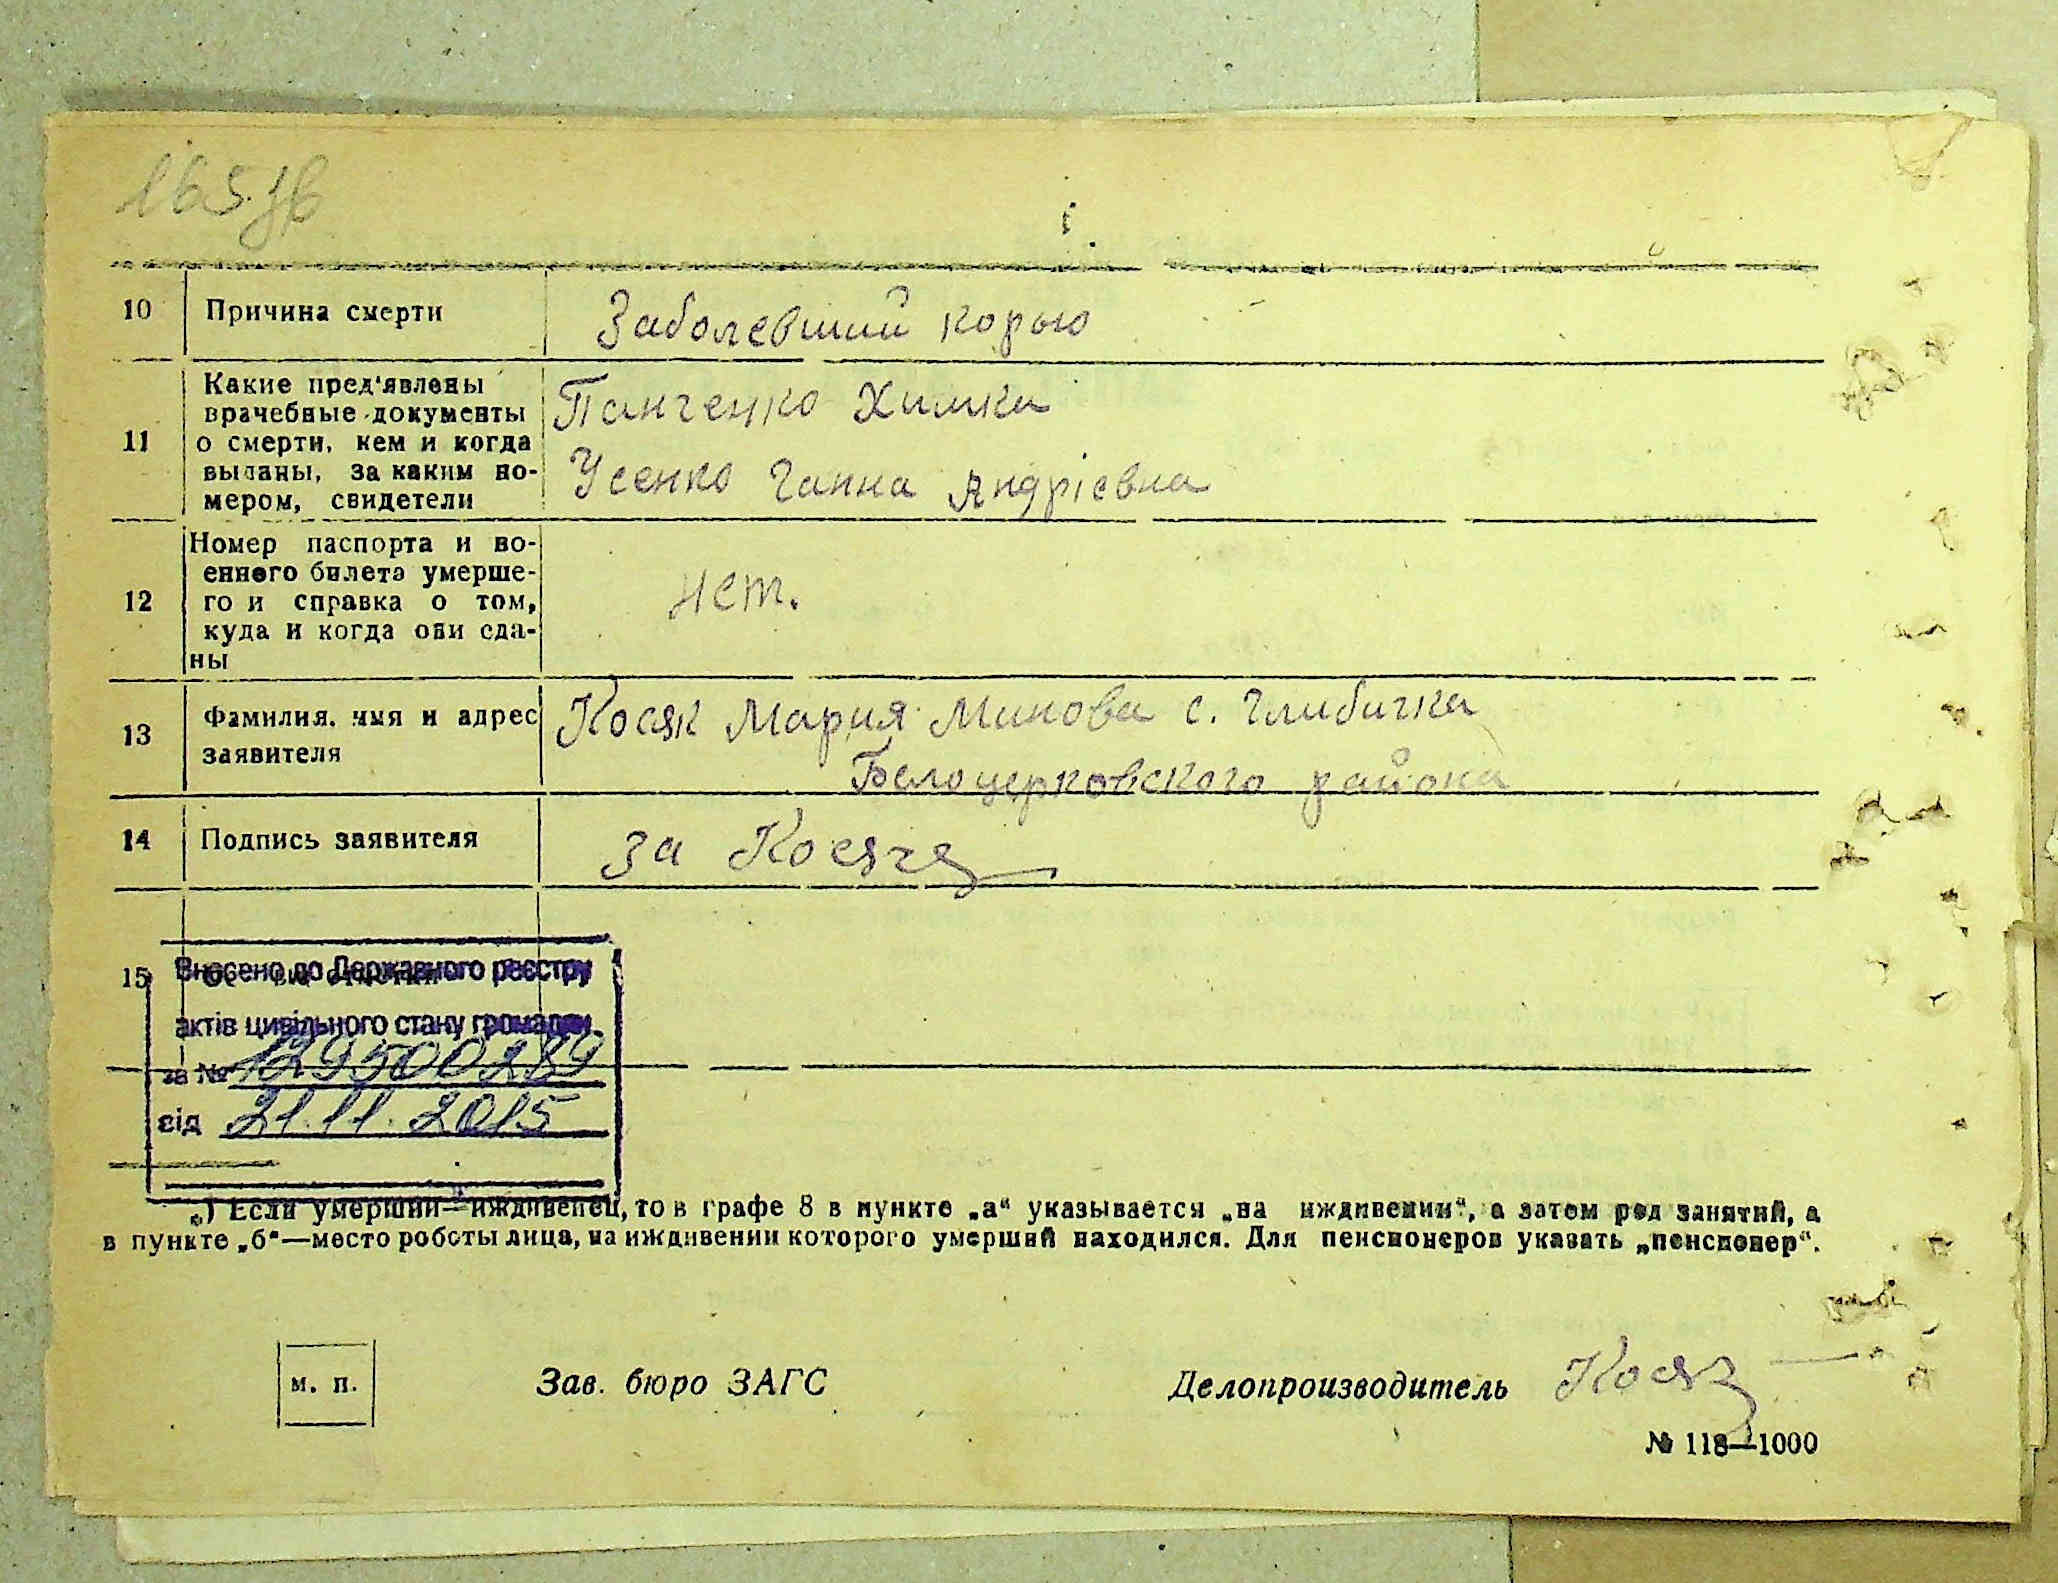 10 Причина смерти Заболевший корью
11 Какие пред'явлены
врачебные документы
о смерти, кем и когда
выданы, за каким но-
мером, свидетели
Панченко Химка
Усенко Ганна Андріевна
12 Номер паспорта и во-
енного билета умерше-
го и справка о том,
куда и когда они сда-
ны
нет.
13 Фамилия, имя и адрес
заявителя
Косяк Мария Минова с. Глибичка
Белоцерковского района
14 Подпись заявителя за Косяка
15
Внесено до Державного реєстру
актів цивільного стану громадян
за № 129500289
від 21.11.2015
*) Если умерший—иждивенец, то в графе 8 в пункте „а“ указывается „на иждивении“, а затем род занятий, а
в пункте „б“—место роботы лица, на иждивении которого умерший находился. Для пенсионеров указать „пенсионер“.
м. п. Зав. бюро ЗАГС Делопроизводитель
№ 118—1000